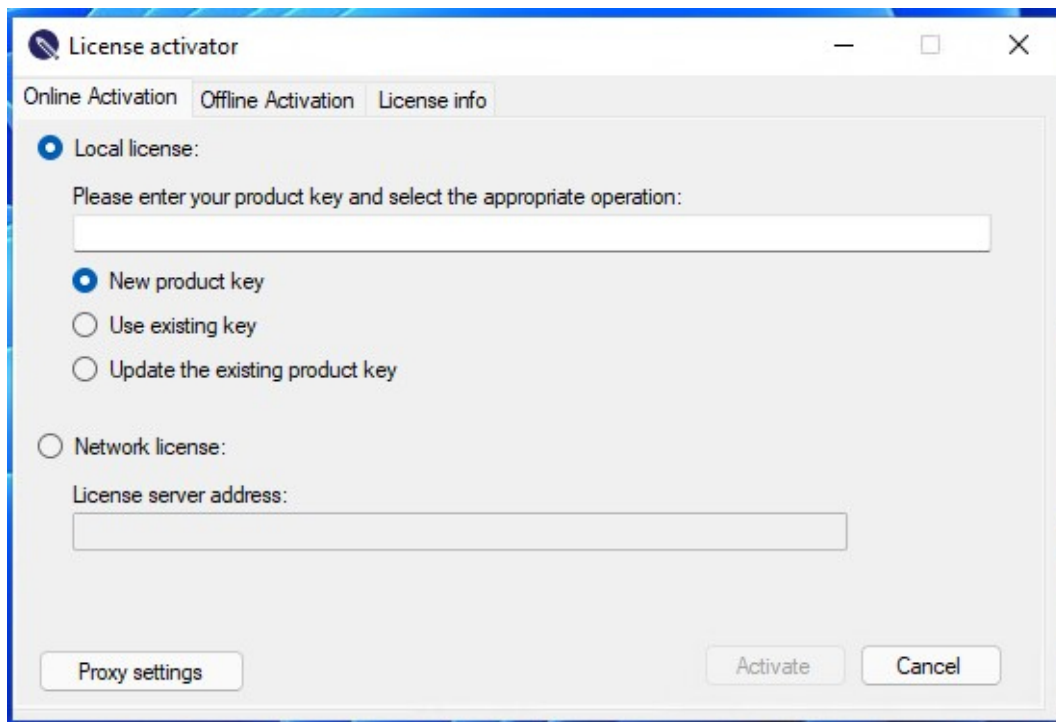 License activator
Online Activation Offline Activation License info
Local license:
Please enter your product key and select the appropriate operation:
New product key
Use existing key
Update the existing product key
Network license:
License server address:
Proxy settings Activate Cancel